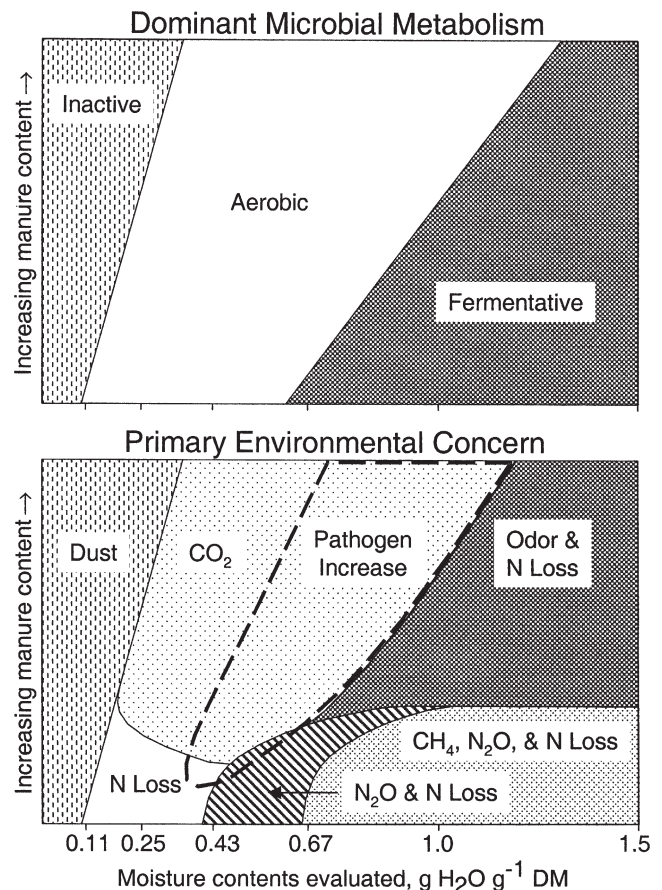 Dominant Microbial Metabolism
Increasing manure content →
Inactive
Aerobic
Fermentative
Primary Environmental Concern
Increasing manure content →
Dust
CO₂
Pathogen
Increase
Odor &
N Loss
CH₄, N₂O, & N Loss
N Loss
N₂O & N Loss
0.11 0.25 0.43 0.67 1.0 1.5
Moisture contents evaluated, g H₂O g⁻¹ DM